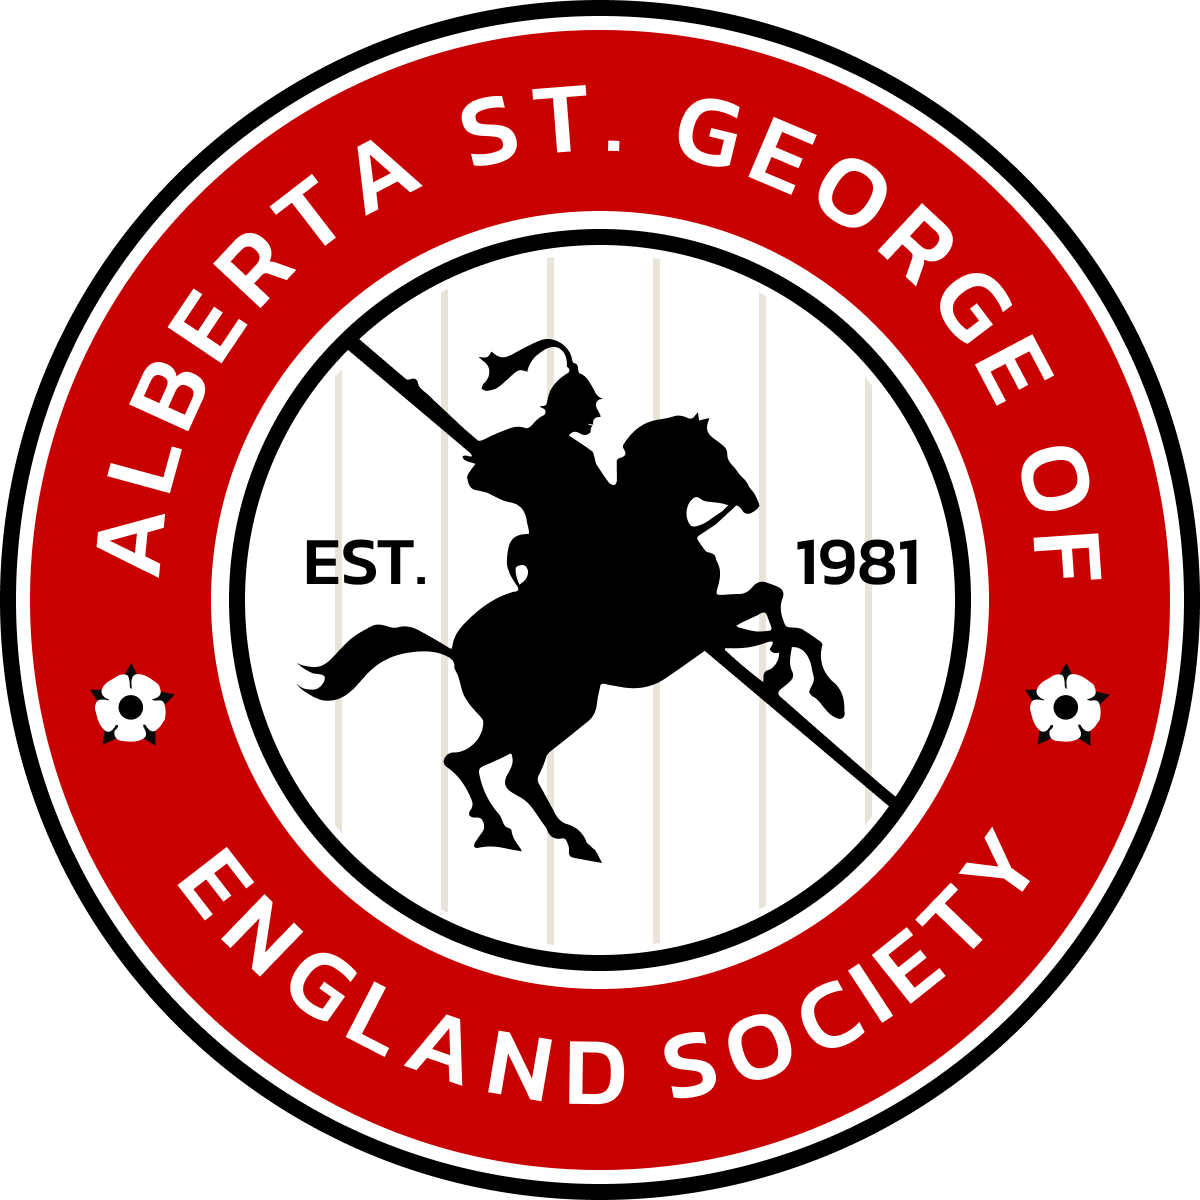 ALBERTA ST. GEORGE OF
EST. 1981
ENGLAND SOCIETY